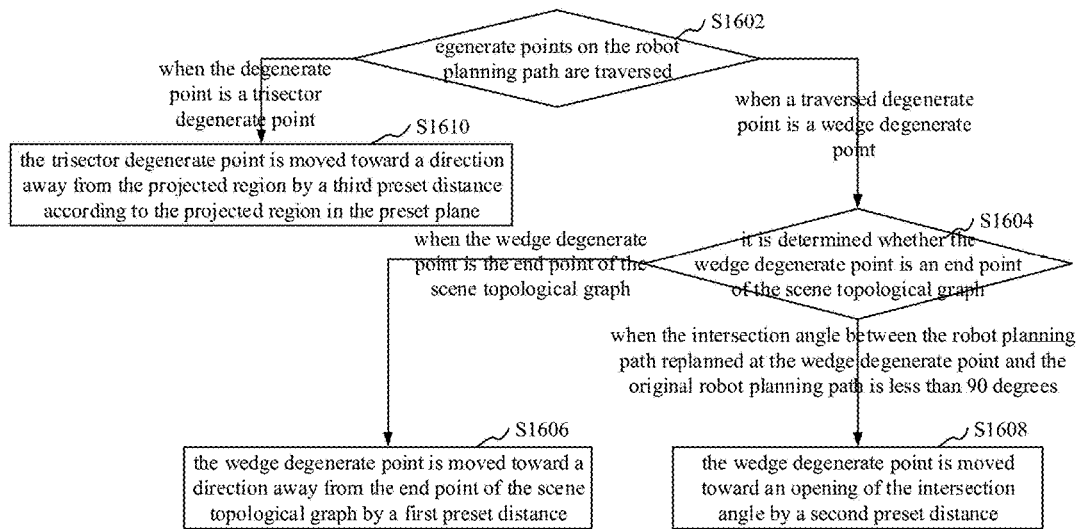 S1602
egenerate points on the robot
planning path are traversed
when the degenerate
point is a trisector
degenerate point
when a traversed degenerate
point is a wedge degenerate
point
S1610
the trisector degenerate point is moved toward a direction
away from the projected region by a third preset distance
according to the projected region in the preset plane
S1604
it is determined whether the
wedge degenerate point is an end point
of the scene topological graph
when the wedge degenerate
point is the end point of the
scene topological graph
when the intersection angle between the robot planning
path replanned at the wedge degenerate point and the
original robot planning path is less than 90 degrees
S1606
the wedge degenerate point is moved toward a
direction away from the end point of the scene
topological graph by a first preset distance
S1608
the wedge degenerate point is moved
toward an opening of the intersection
angle by a second preset distance